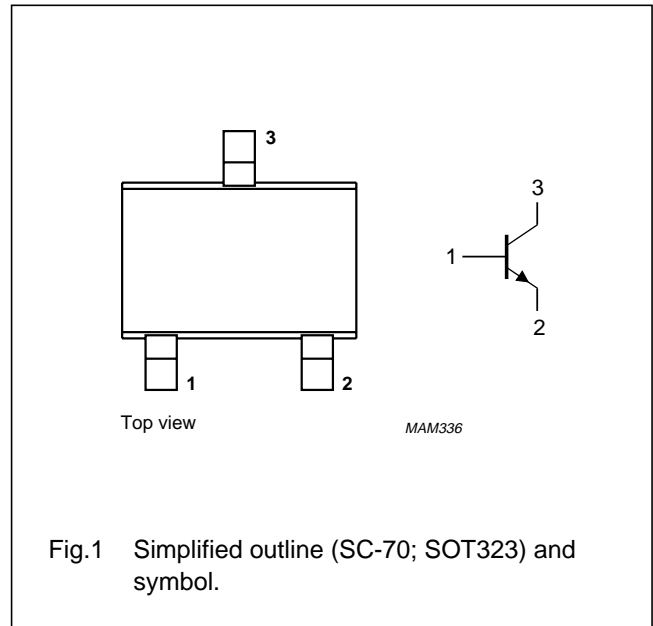 3
3
1
2
1
2
Top view
MAM336
Fig.1 Simplified outline (SC-70; SOT323) and
symbol.